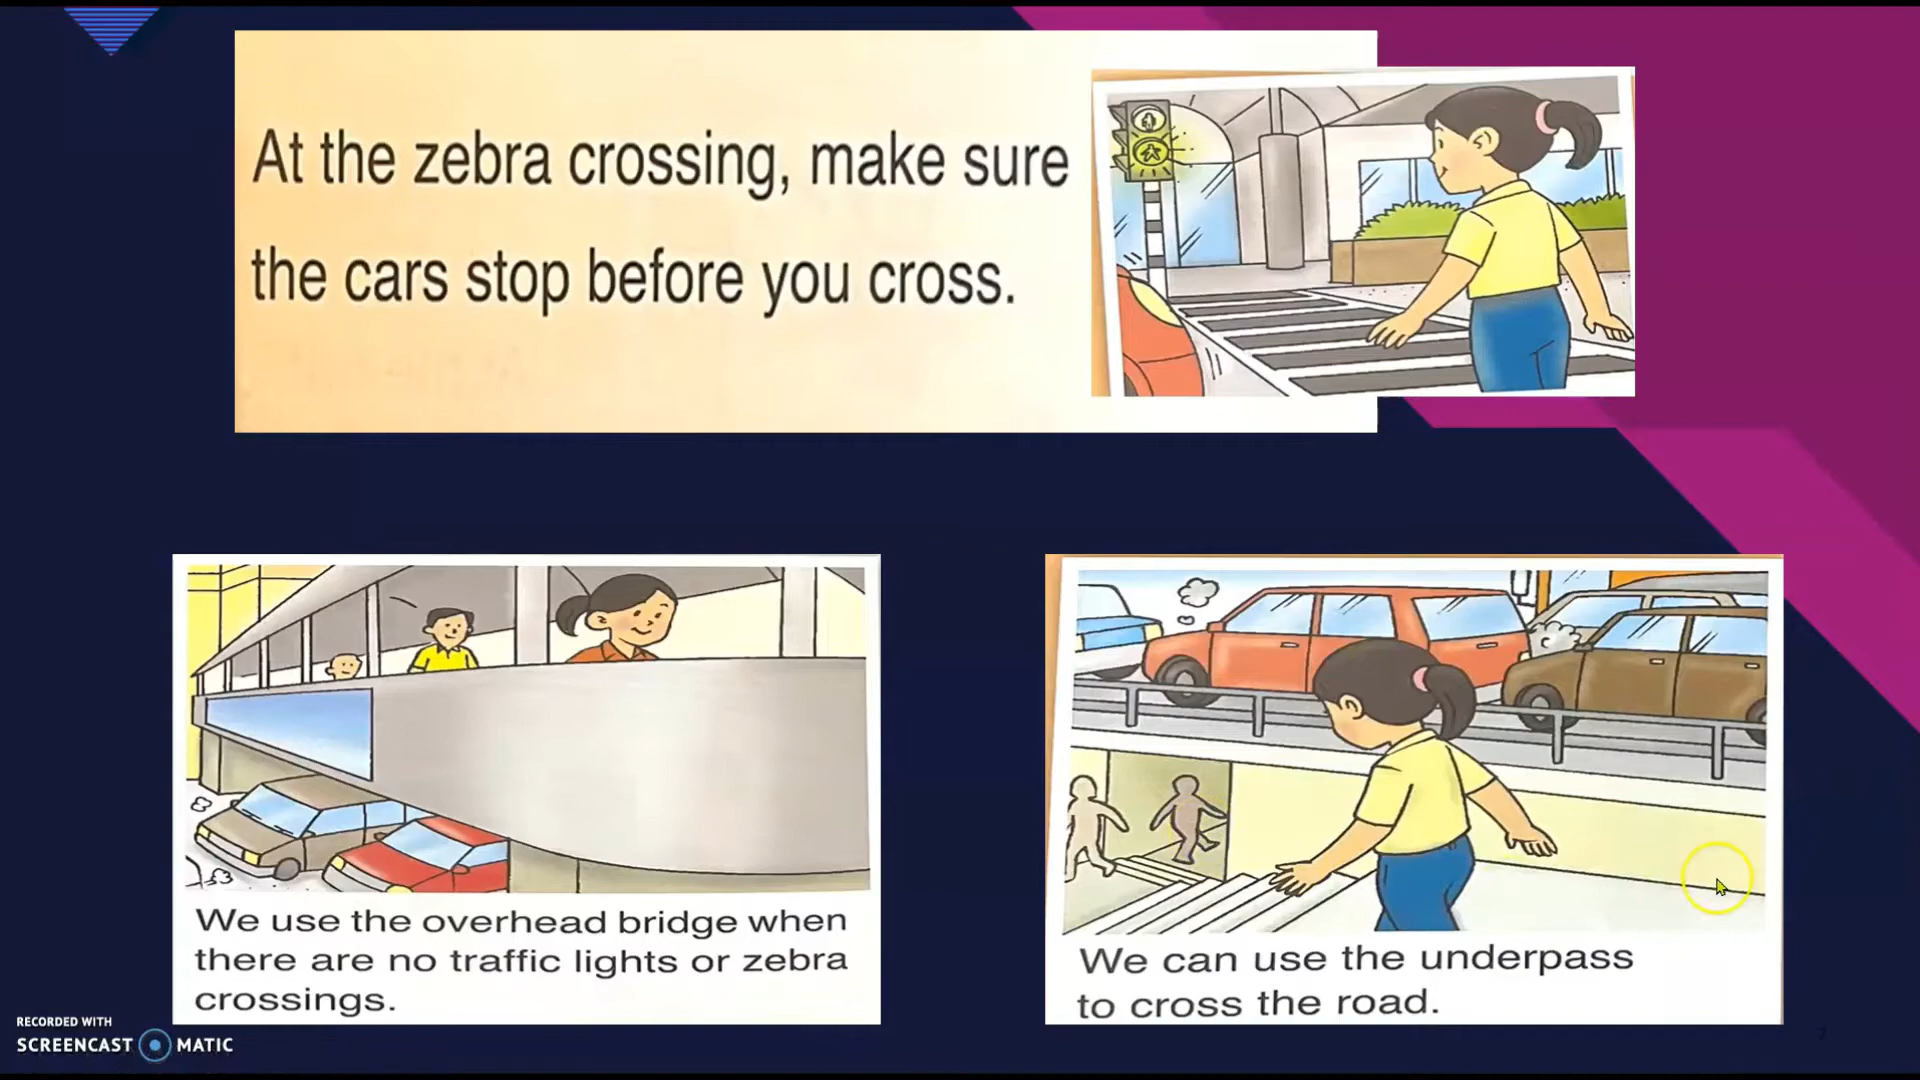 At the zebra crossing, make sure
the cars stop before you cross.
We use the overhead bridge when
there are no traffic lights or zebra
crossings.
We can use the underpass
to cross the road.
RECORDED WITH
SCREENCAST MATIC